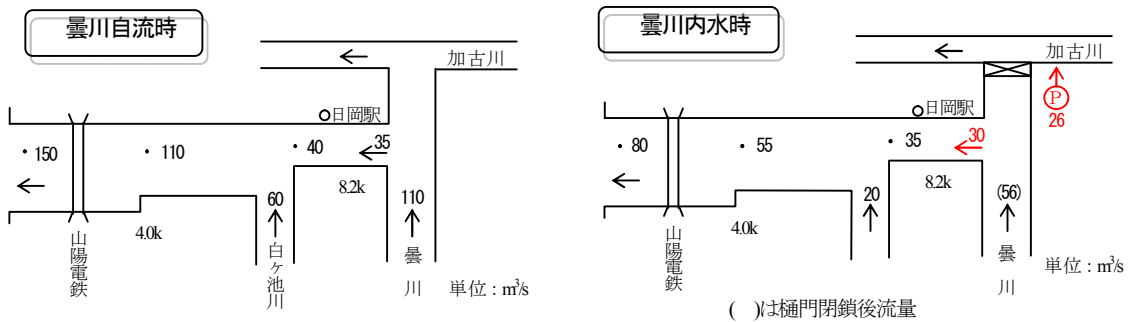 曇川自流時
加古川
日岡駅
・150
・110
・40
35
8.2k
60
110
4.0k
山陽電鉄
白ケ池川
曇川
単位：m³/s
曇川内水時
加古川
P
26
日岡駅
・80
・55
・35
30
8.2k
20
(56)
4.0k
山陽電鉄
曇川
単位：m³/s
(　)は樋門閉鎖後流量